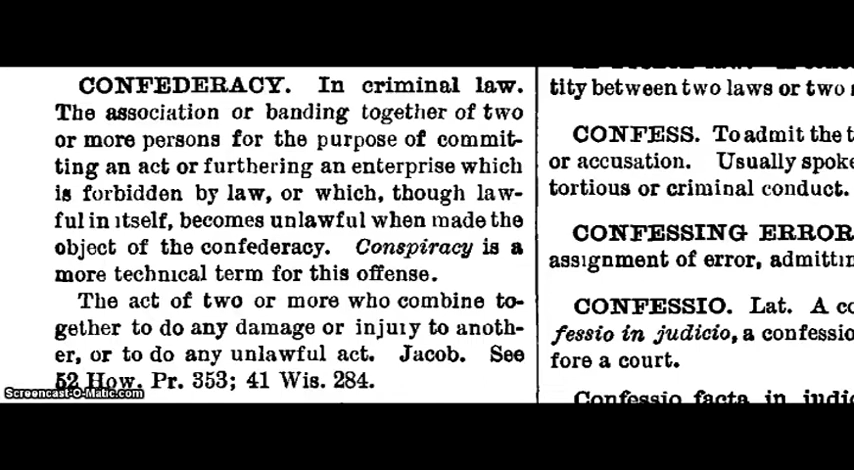 CONFEDERACY. In criminal law.
The association or banding together of two
or more persons for the purpose of commit-
ting an act or furthering an enterprise which
is forbidden by law, or which, though law-
ful in itself, becomes unlawful when made the
object of the confederacy. Conspiracy is a
more technical term for this offense.
The act of two or more who combine to-
gether to do any damage or injury to anoth-
er, or to do any unlawful act. Jacob. See
52 How. Pr. 353; 41 Wis. 284.
tity between two laws or two
CONFESS. To admit the t
or accusation. Usually spoke
tortious or criminal conduct.
CONFESSING ERROR
assignment of error, admittin
CONFESSIO. Lat. A co
fessio in judicio, a confessio
fore a court.
Confessio facta in judic
Screencast-O-Matic.com